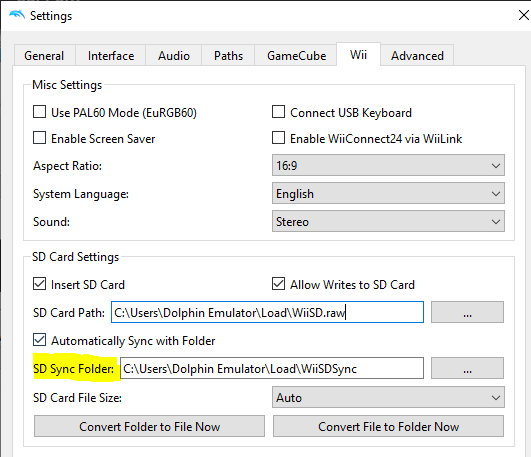 Settings
General Interface Audio Paths GameCube Wii Advanced
Misc Settings
Use PAL60 Mode (EuRGB60) Connect USB Keyboard
Enable Screen Saver Enable WiiConnect24 via WiiLink
Aspect Ratio: 16:9
System Language: English
Sound: Stereo
SD Card Settings
Insert SD Card Allow Writes to SD Card
SD Card Path: C:\Users\Dolphin Emulator\Load\WiiSD.raw ...
Automatically Sync with Folder
SD Sync Folder: C:\Users\Dolphin Emulator\Load\WiiSDSync ...
SD Card File Size: Auto
Convert Folder to File Now Convert File to Folder Now